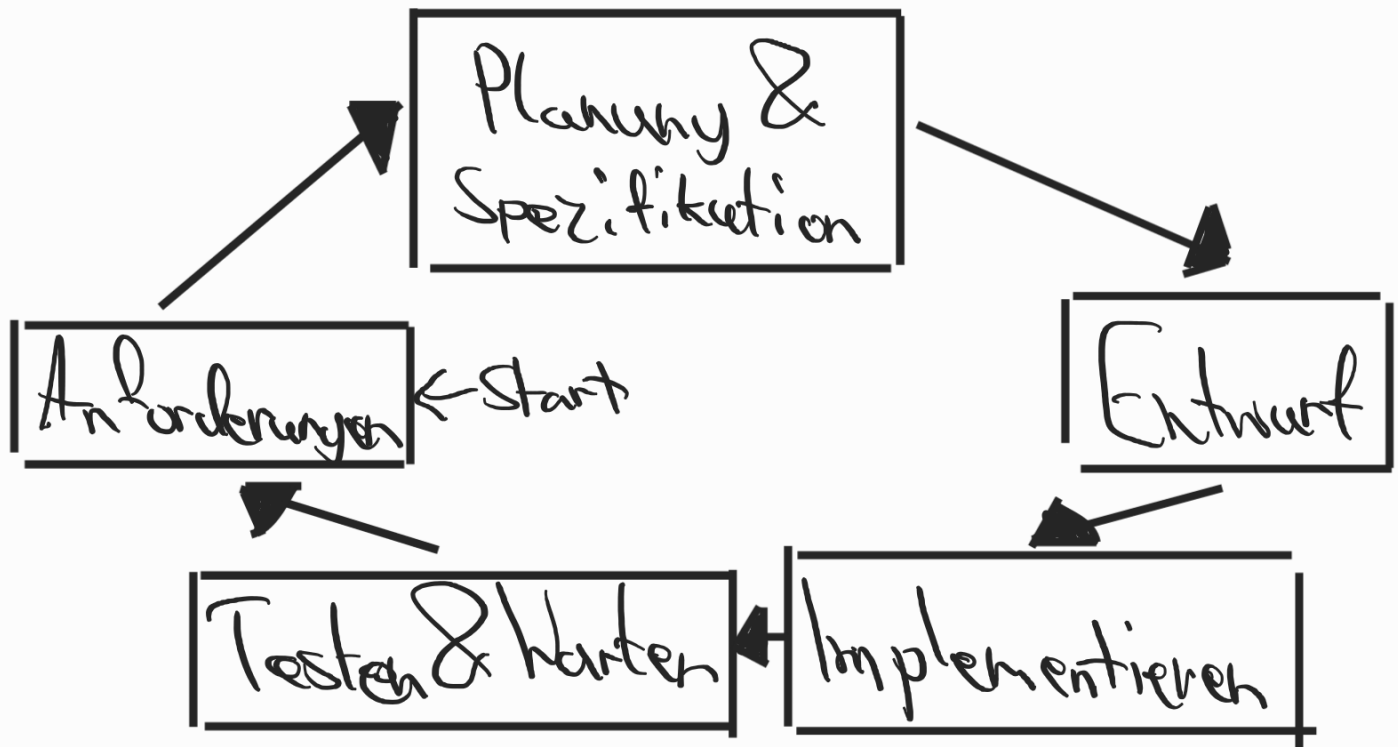 Planung &
Spezifikation
Anforderungen
<-Start
Entwurf
Testen & Warten
Implementieren